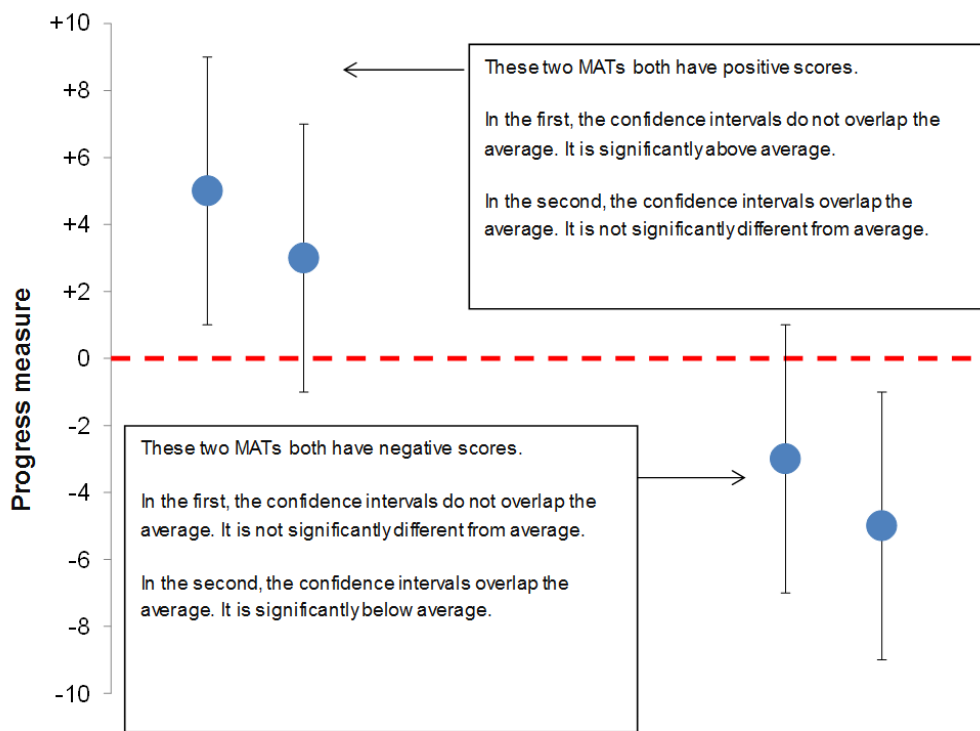 +10
+8
+6
+4
+2
0
-2
-4
-6
-8
-10
Progress measure
These two MATs both have positive scores.
In the first, the confidence intervals do not overlap the
average. It is significantly above average.
In the second, the confidence intervals overlap the
average. It is not significantly different from average.
These two MATs both have negative scores.
In the first, the confidence intervals do not overlap the
average. It is not significantly different from average.
In the second, the confidence intervals overlap the
average. It is significantly below average.